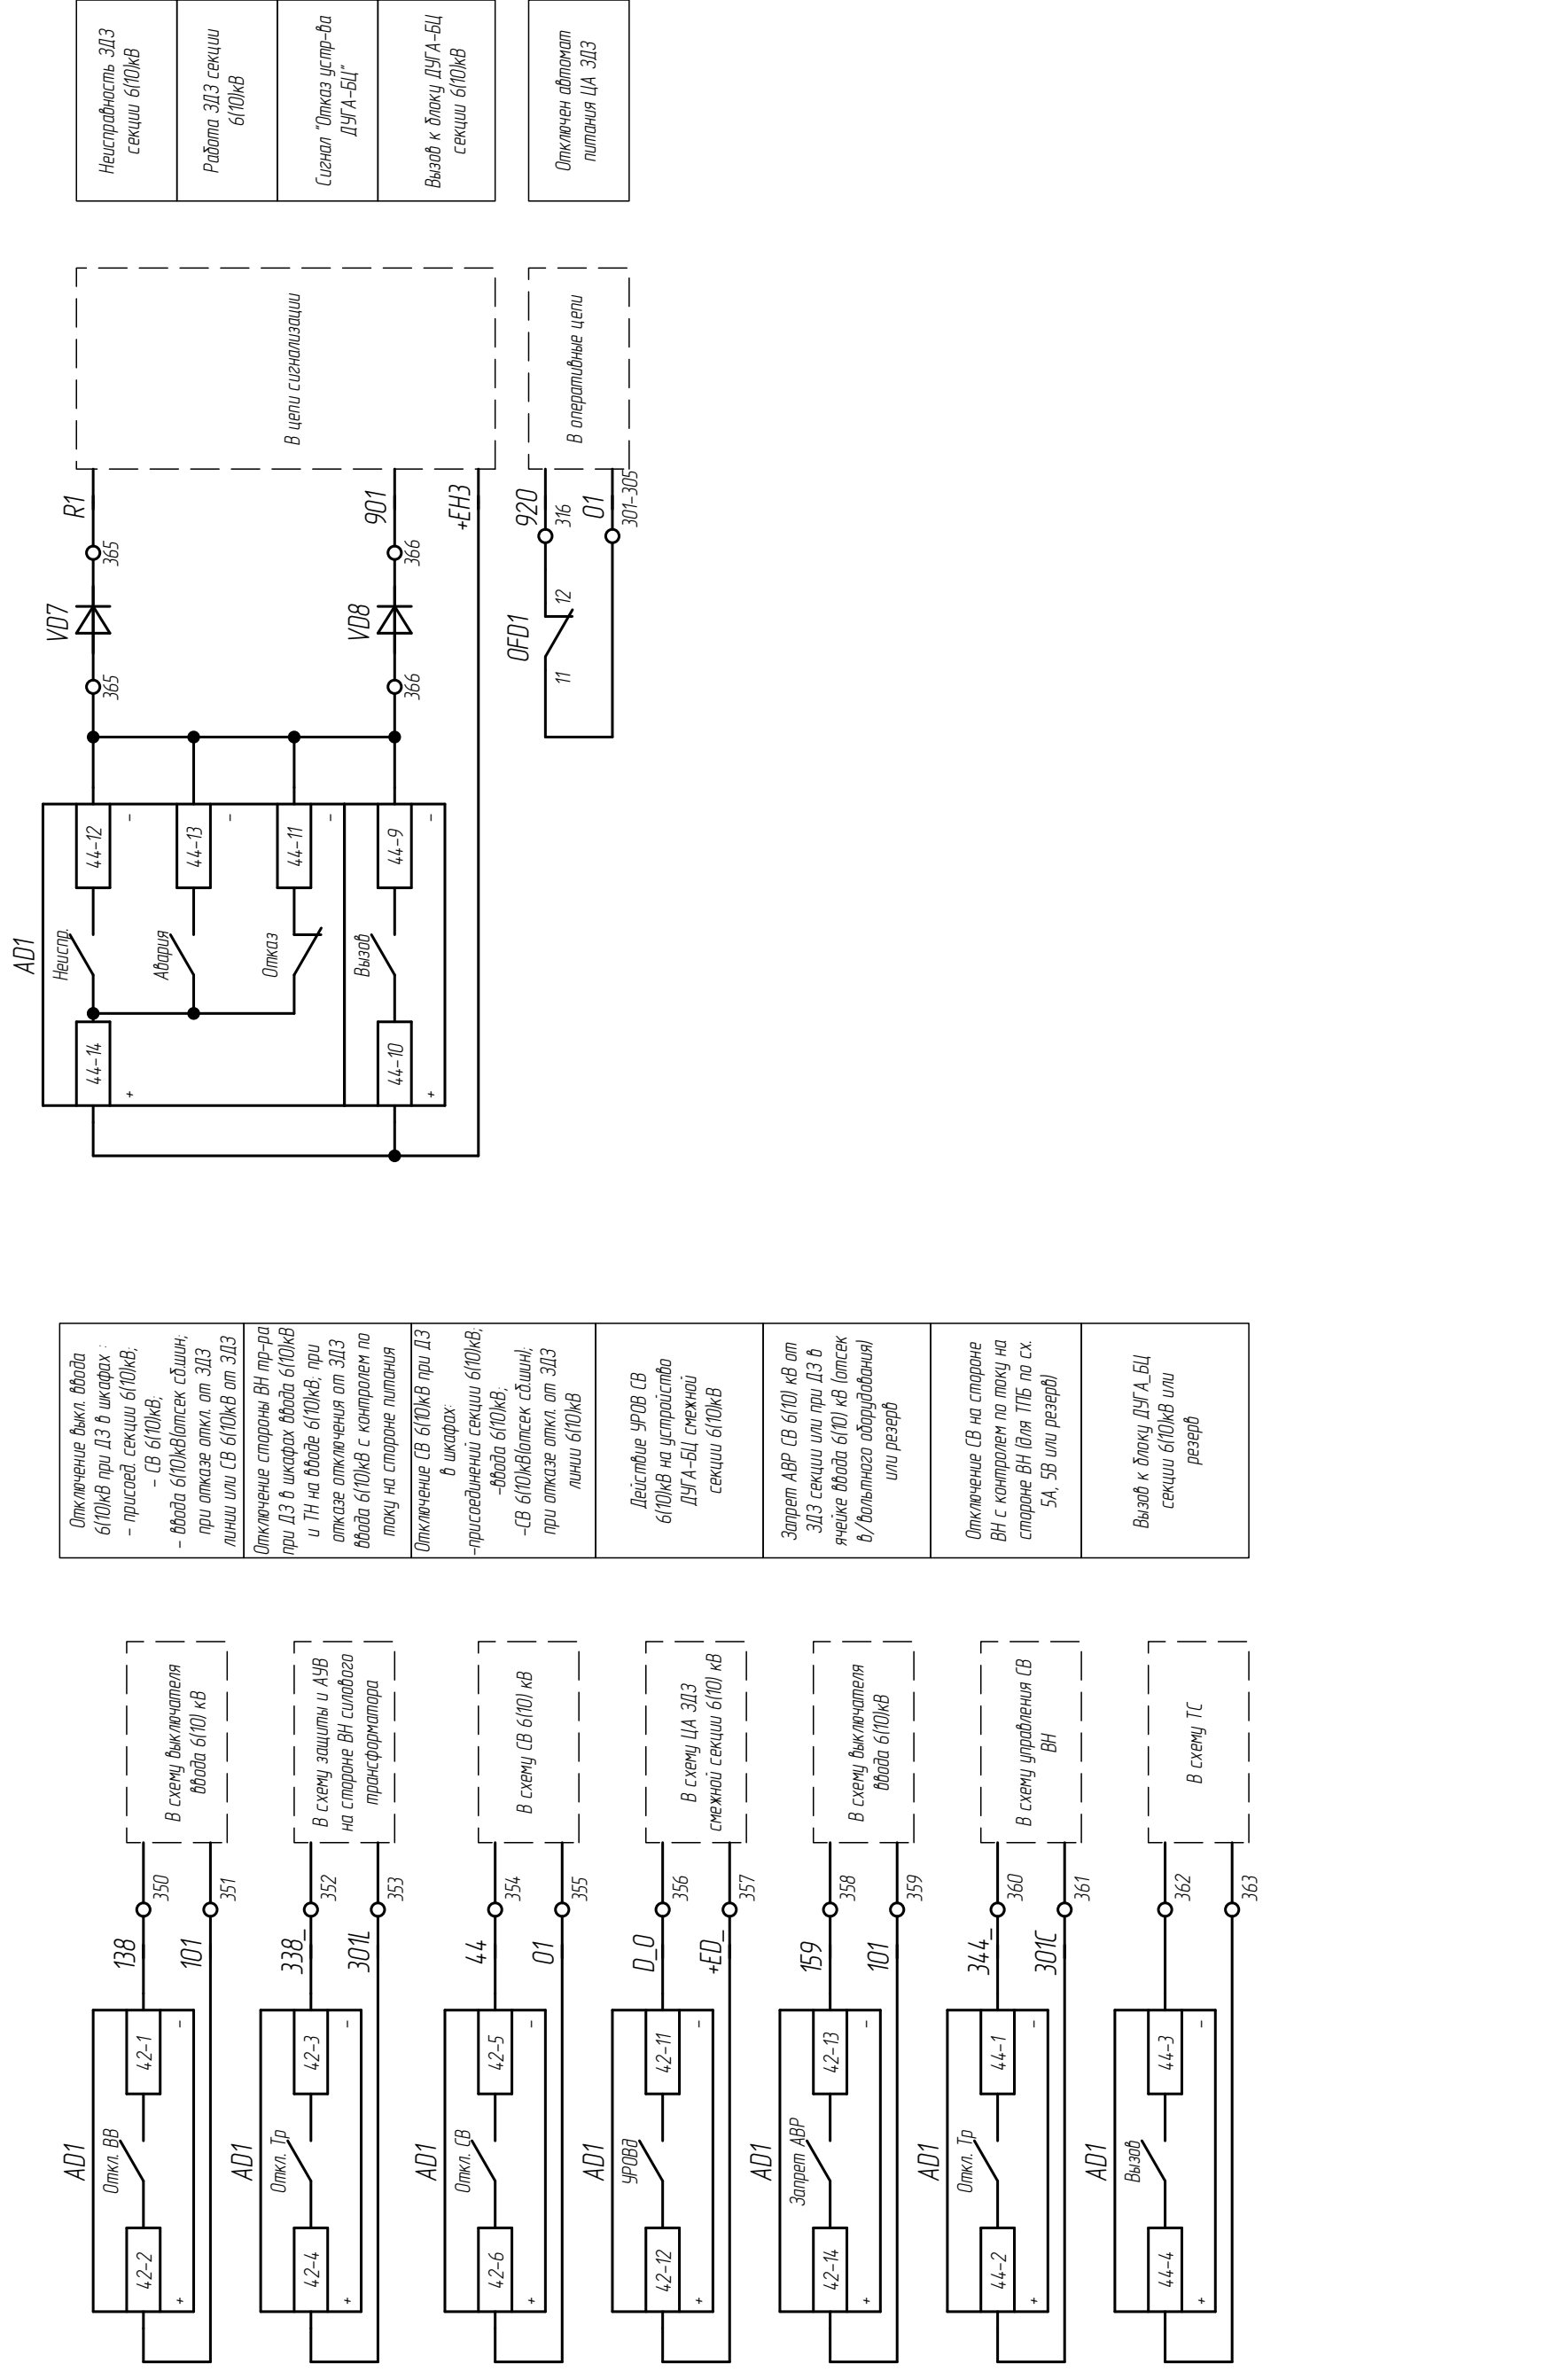 AD1
Откл. ВВ
42-2
42-1
+
-
138
101
350
351
В схему выключателя
ввода 6(10) кВ
Отключение выкл. ввода
6(10)кВ при ДЗ в шкафах :
- присоед. секции 6(10)кВ;
- СВ 6(10)кВ;
- ввода 6(10)кВ(отсек сб.шин;
при отказе откл. от ЗДЗ
линии или СВ 6(10)кВ от ЗДЗ
AD1
Откл. Тр
42-4
42-3
+
-
338_
301L
352
353
В схему защиты и АУВ
на стороне ВН силового
трансформатора
Отключение стороны ВН тр-ра
при ДЗ в шкафах ввода 6(10)кВ
и ТН на вводе 6(10)кВ; при
отказе отключения от ЗДЗ
ввода 6(10)кВ с контролем по
току на стороне питания
AD1
Откл. СВ
42-6
42-5
+
-
44
01
354
355
В схему СВ 6(10) кВ
Отключение СВ 6(10)кВ при ДЗ
в шкафах:
-присоединений секции 6(10)кВ;
-ввода 6(10)кВ;
-СВ 6(10)кВ(отсек сб.шин);
при отказе откл. от ЗДЗ
линии 6(10)кВ
AD1
УРОВд
42-12
42-11
+
-
D_0
+ED_
356
357
В схему ЦА ЗДЗ
смежной секции 6(10) кВ
Действие УРОВ СВ
6(10)кВ на устройство
ДУГА-БЦ смежной
секции 6(10)кВ
AD1
Запрет АВР
42-14
42-13
+
-
159
101
358
359
В схему выключателя
ввода 6(10)кВ
Запрет АВР СВ 6(10) кВ от
ЗДЗ секции или при ДЗ в
ячейке ввода 6(10) кВ (отсек
в/вольтного оборудования)
или резерв
AD1
Откл. Тр
44-2
44-1
+
-
344_
301C
360
361
В схему управления СВ
ВН
Отключение СВ на стороне
ВН с контролем по току на
стороне ВН (для ТПБ по сх.
5А, 5В или резерв)
AD1
Вызов
44-4
44-3
+
-
362
363
В схему ТС
Вызов к блоку ДУГА_БЦ
секции 6(10)кВ или
резерв
AD1
Неиспр.
44-14
44-12
+
-
Авария
44-13
-
Отказ
44-11
-
Вызов
44-10
44-9
+
-
VD7
365
365
R1
VD8
366
366
901
+EH3
В цепи сигнализации
Неисправность ЗДЗ
секции 6(10)кВ
Работа ЗДЗ секции
6(10)кВ
Сигнал "Отказ устр-ва
ДУГА-БЦ"
Вызов к блоку ДУГА-БЦ
секции 6(10)кВ
OFD1
11
12
920
316
01
301-305
В оперативные цепи
Отключен автомат
питания ЦА ЗДЗ